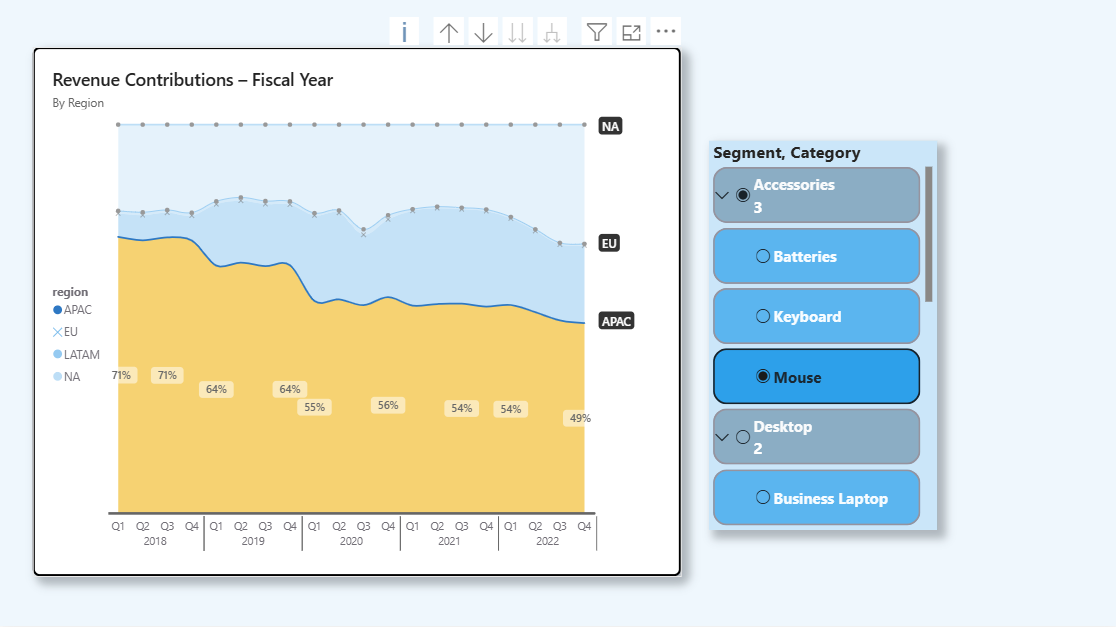 i
Revenue Contributions – Fiscal Year
By Region
NA
EU
APAC
region
APAC
EU
LATAM
NA
71%
71%
64%
64%
55%
56%
54%
54%
49%
Q1 Q2 Q3 Q4 Q1 Q2 Q3 Q4 Q1 Q2 Q3 Q4 Q1 Q2 Q3 Q4 Q1 Q2 Q3 Q4
2018 2019 2020 2021 2022
Segment, Category
Accessories
3
Batteries
Keyboard
Mouse
Desktop
2
Business Laptop